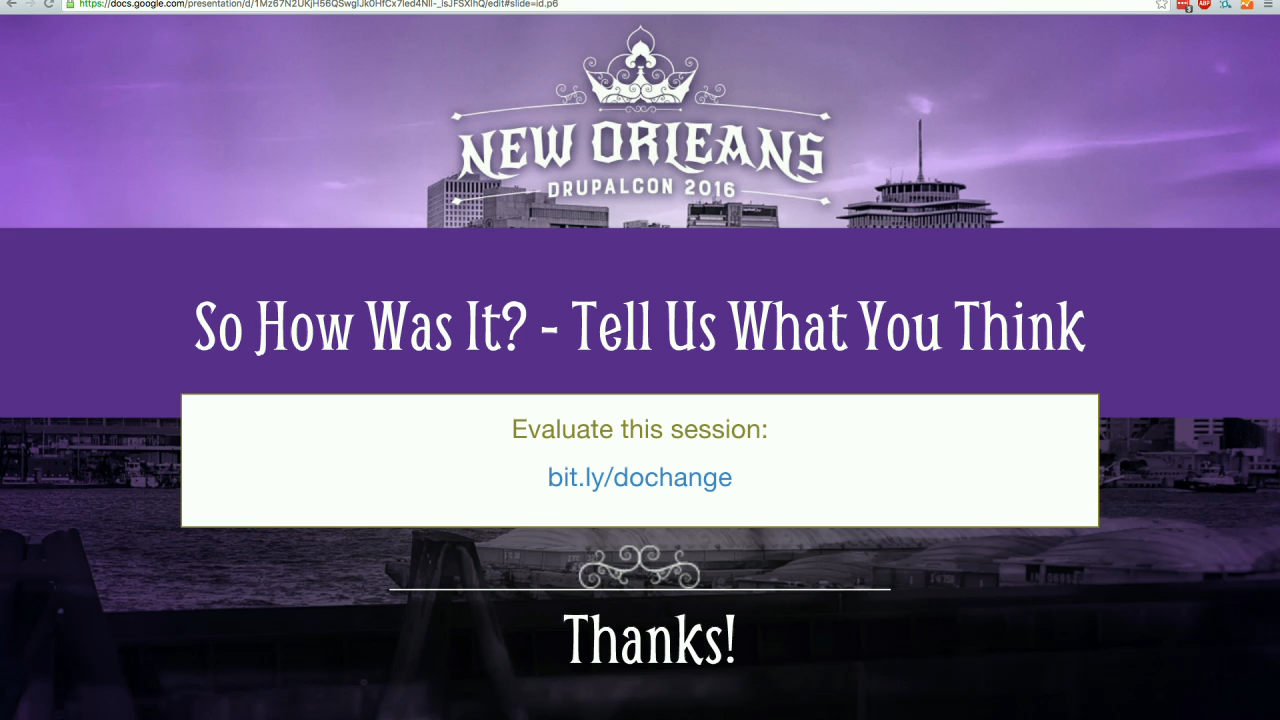 NEW ORLEANS
DRUPALCON 2016
So How Was It? - Tell Us What You Think
Evaluate this session:
bit.ly/dochange
Thanks!